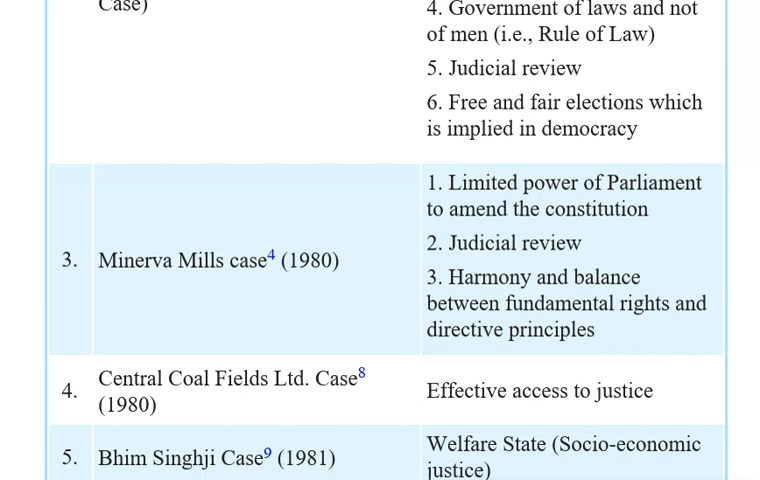 Case)
4. Government of laws and not
of men (i.e., Rule of Law)
5. Judicial review
6. Free and fair elections which
is implied in democracy
3. Minerva Mills case4 (1980)
1. Limited power of Parliament
to amend the constitution
2. Judicial review
3. Harmony and balance
between fundamental rights and
directive principles
4. Central Coal Fields Ltd. Case8
(1980)
Effective access to justice
5. Bhim Singhji Case9 (1981)
Welfare State (Socio-economic
justice)